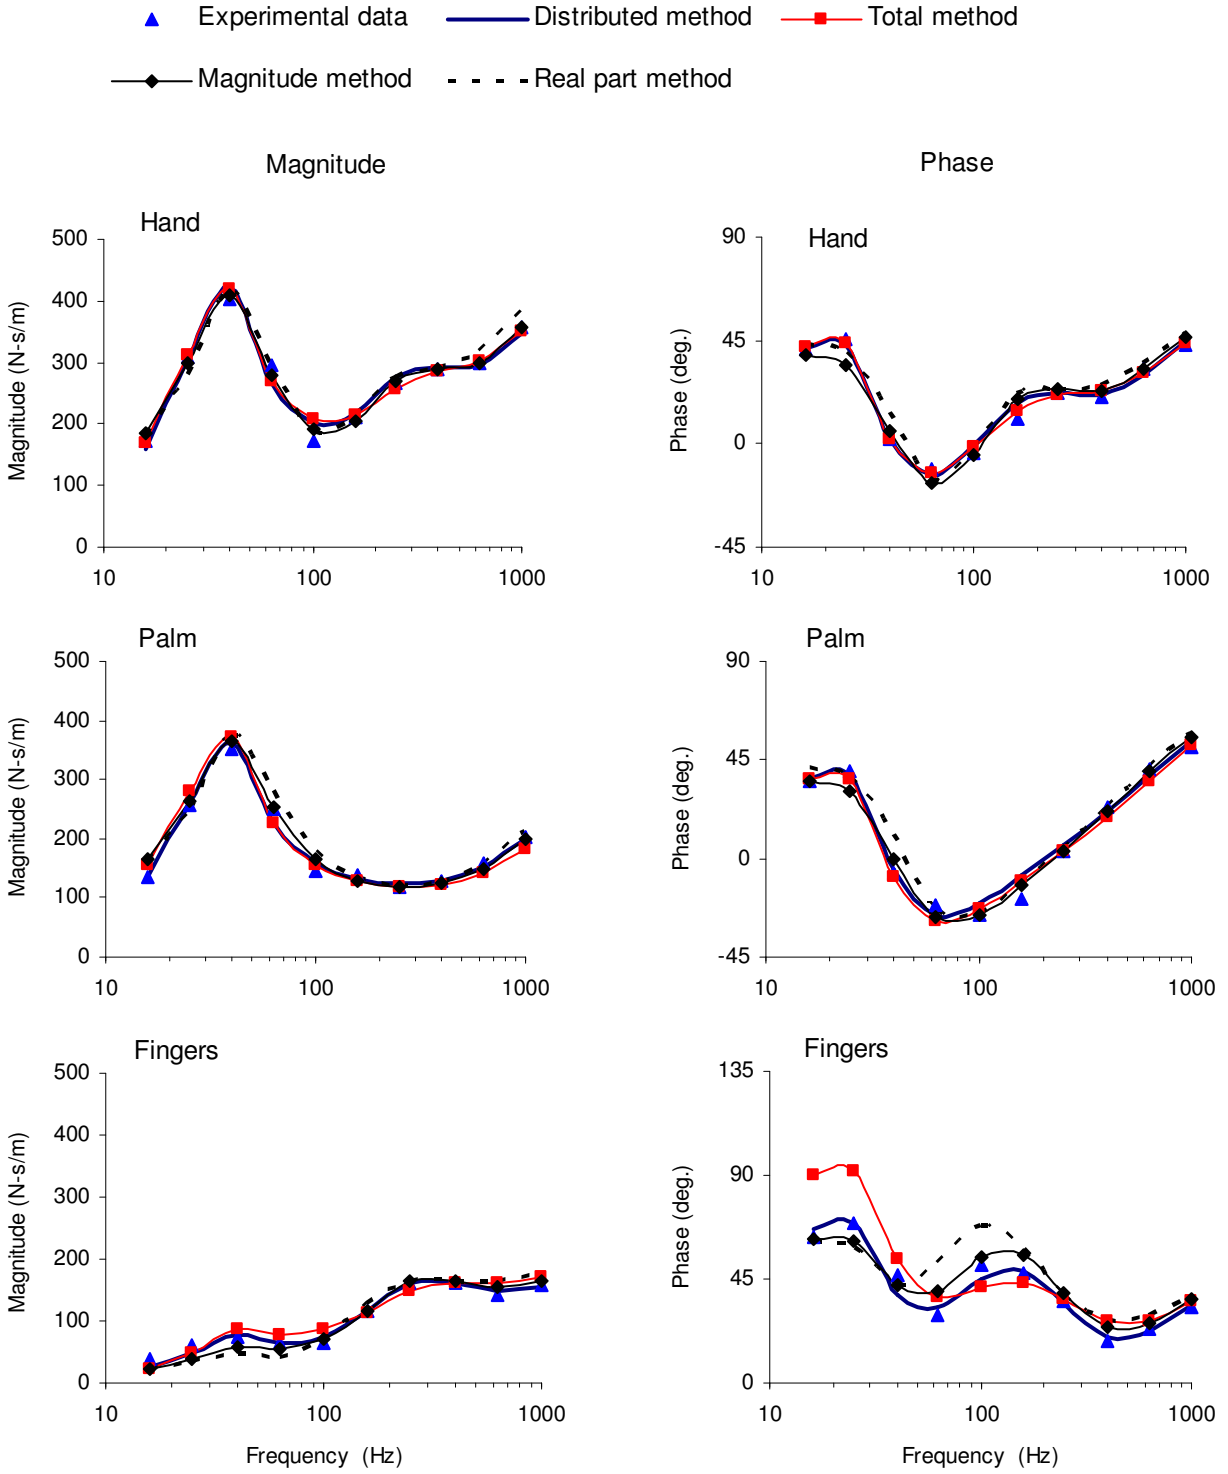 Experimental data Distributed method Total method
Magnitude method Real part method
Magnitude
Phase
Hand
500
400
300
200
100
0
10 100 1000
Magnitude (N-s/m)
Hand
90
45
0
-45
10 100 1000
Phase (deg.)
Palm
500
400
300
200
100
0
10 100 1000
Magnitude (N-s/m)
Palm
90
45
0
-45
10 100 1000
Phase (deg.)
Fingers
500
400
300
200
100
0
10 100 1000
Magnitude (N-s/m)
Frequency (Hz)
Fingers
135
90
45
0
10 100 1000
Phase (deg.)
Frequency (Hz)